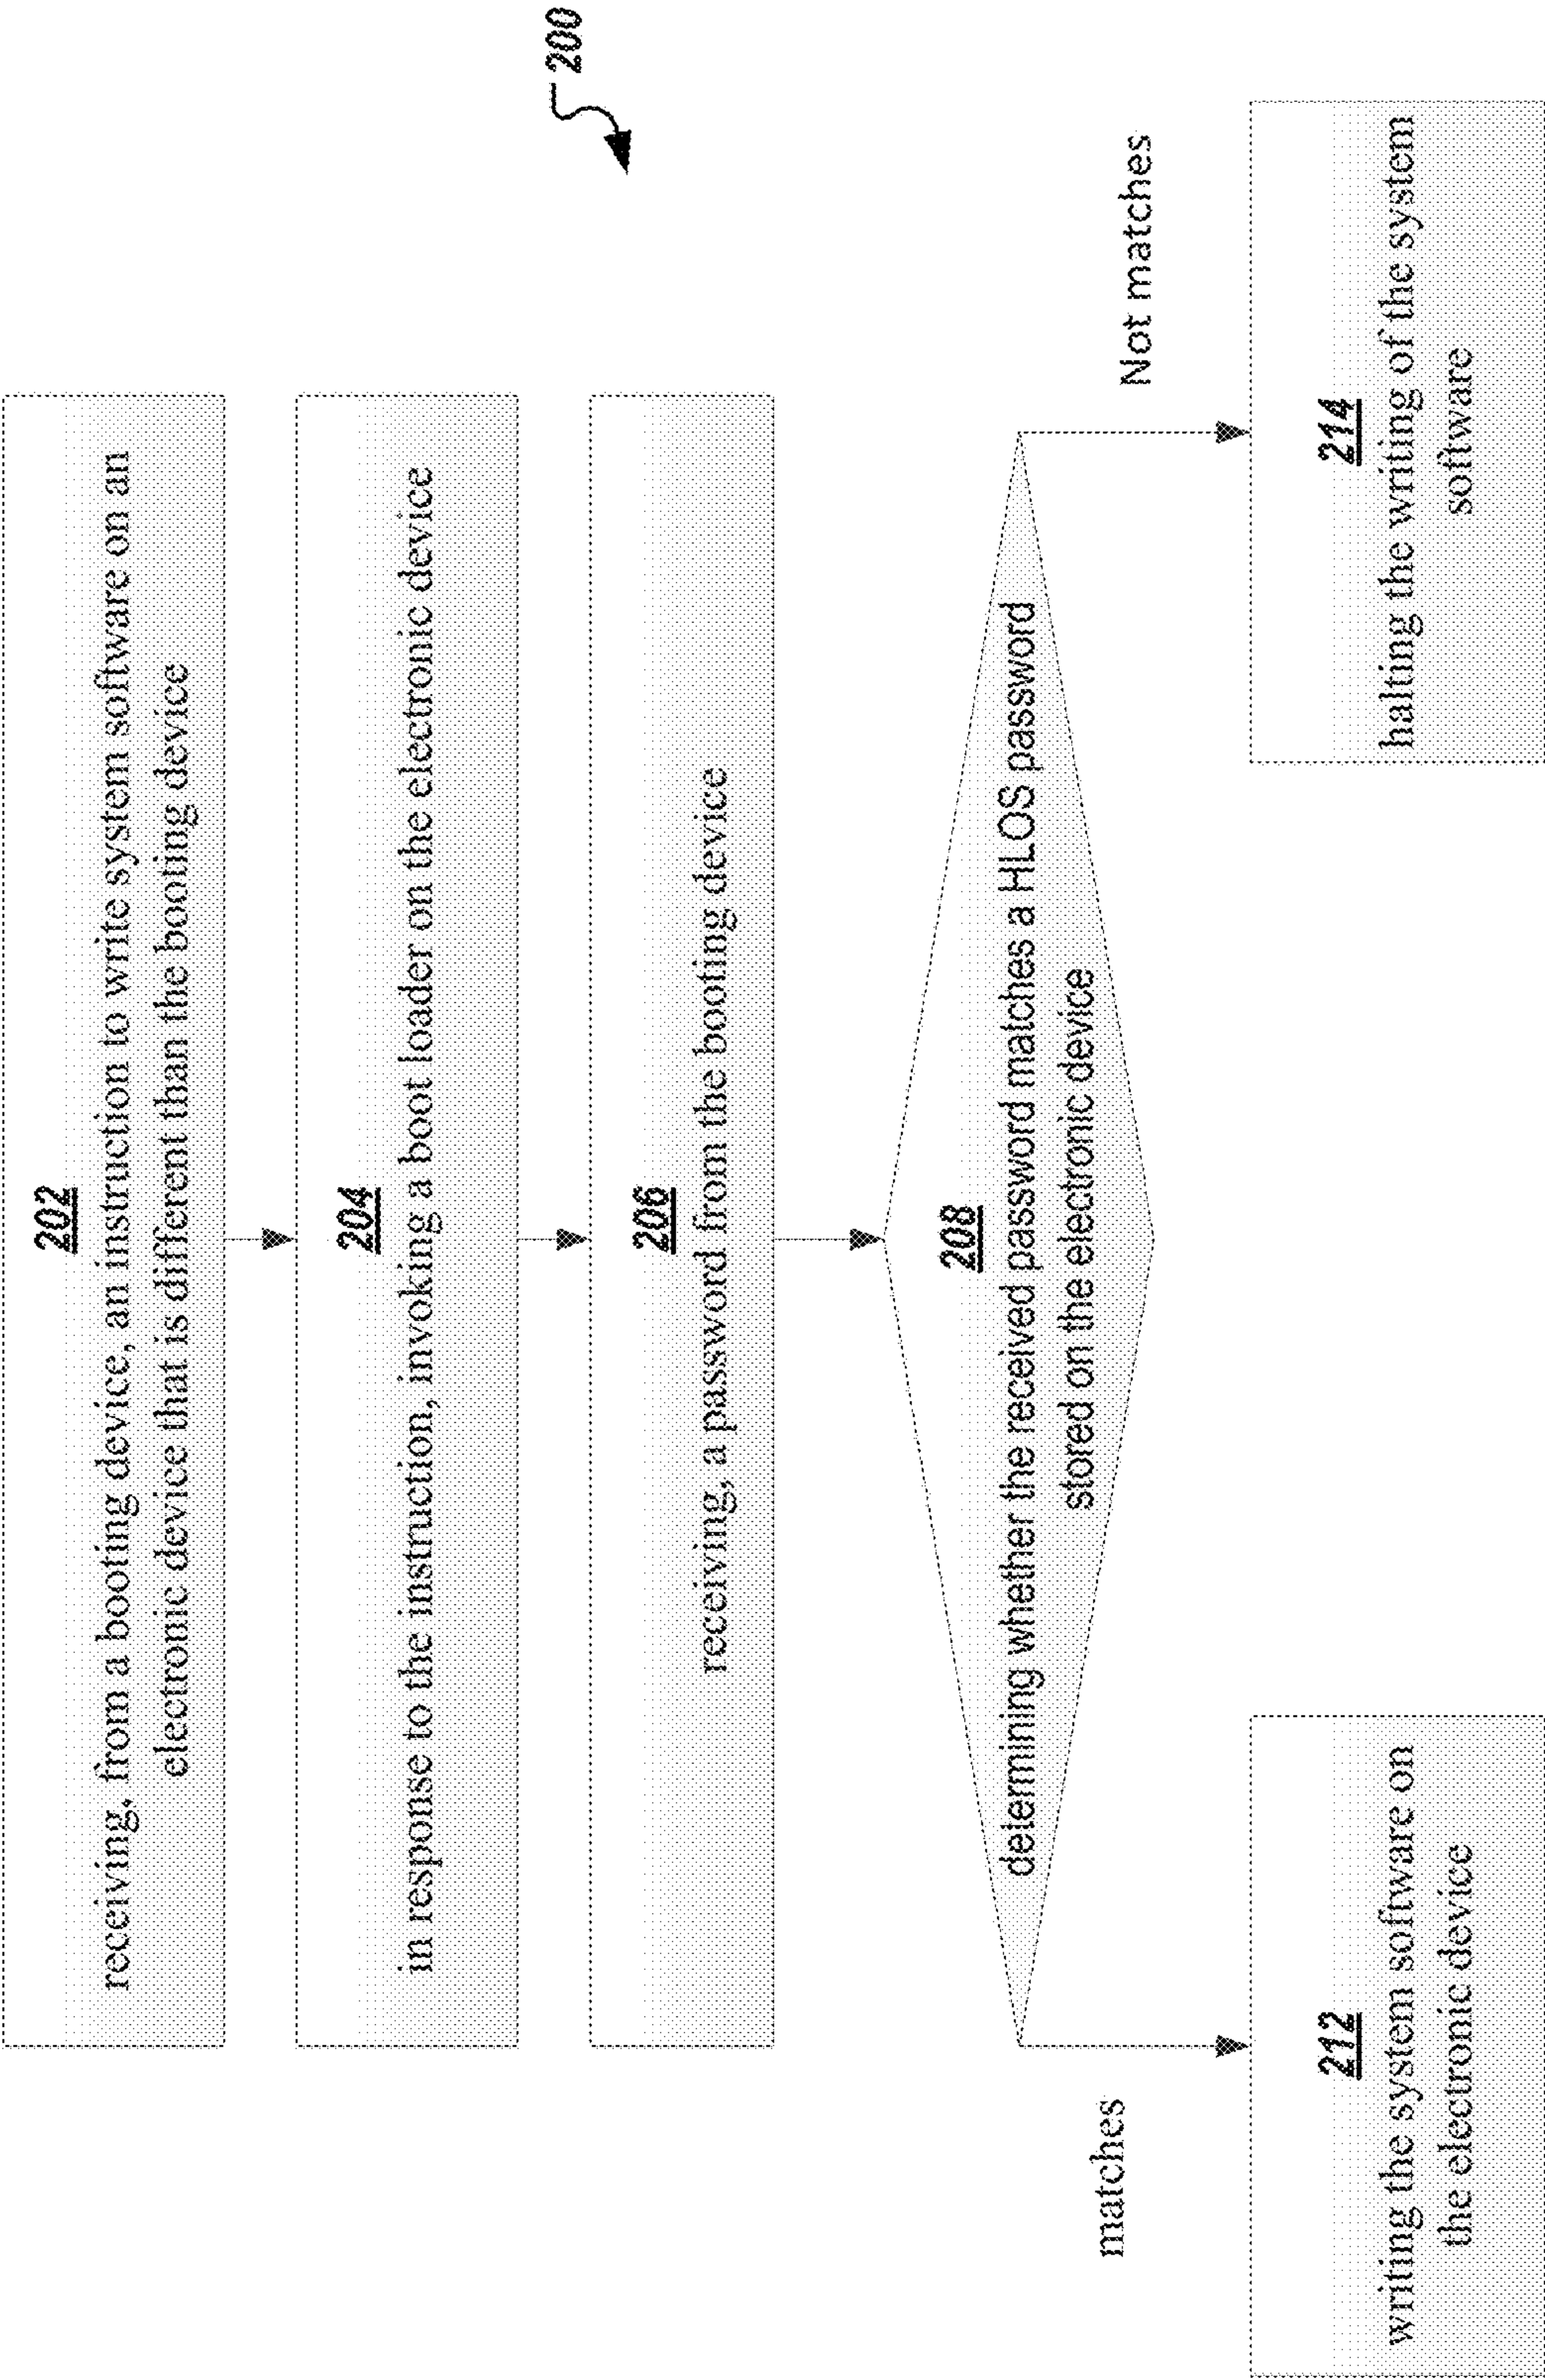 200
202
receiving, from a booting device, an instruction to write system software on an
electronic device that is different than the booting device
204
in response to the instruction, invoking a boot loader on the electronic device
206
receiving, a password from the booting device
208
determining whether the received password matches a HLOS password
stored on the electronic device
matches
Not matches
212
writing the system software on
the electronic device
214
halting the writing of the system
software